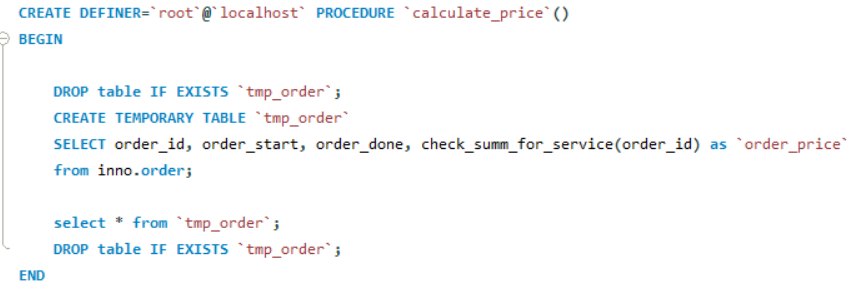 CREATE DEFINER=`root`@`localhost` PROCEDURE `calculate_price`()
BEGIN
DROP table IF EXISTS `tmp_order`;
CREATE TEMPORARY TABLE `tmp_order`
SELECT order_id, order_start, order_done, check_summ_for_service(order_id) as `order_price`
from inno.order;
select * from `tmp_order`;
DROP table IF EXISTS `tmp_order`;
END